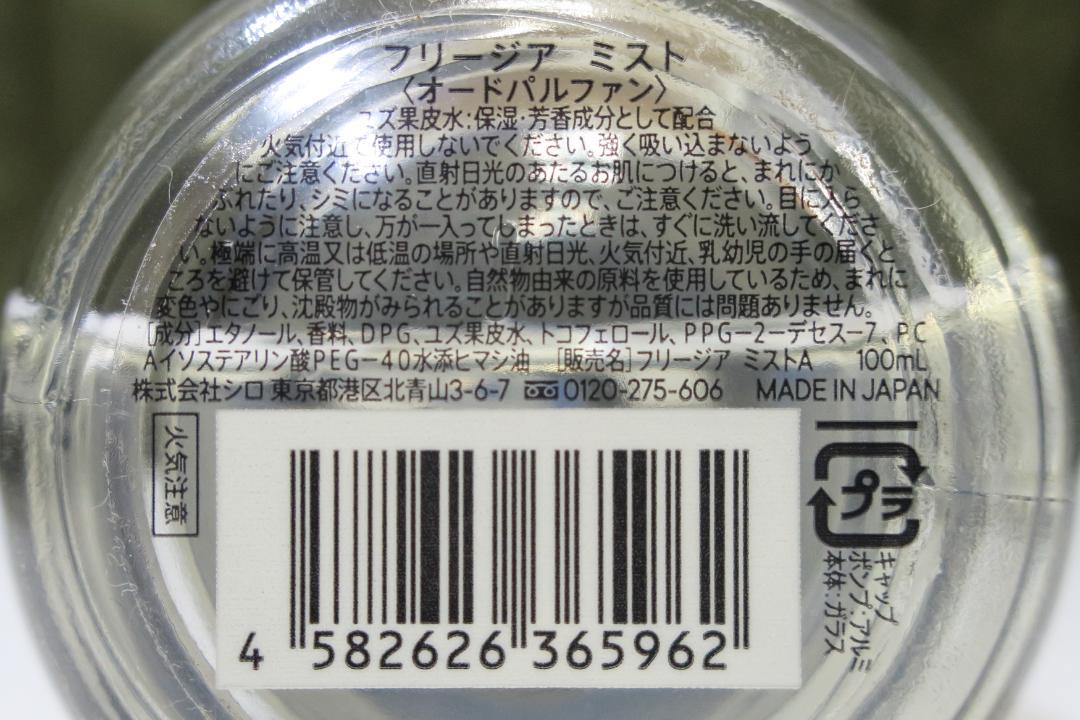 フリージア ミスト
〈オードパルファン〉
ユズ果皮水:保湿・芳香成分として配合
火気付近で使用しないでください。強く吸い込まないよう
にご注意ください。直射日光のあたるお肌につけると、まれにか
ぶれたり、シミになることがありますので、ご注意ください。目に入ら
ないように注意し、万が一入ってしまったときは、すぐに洗い流してくださ
い。極端に高温又は低温の場所や直射日光、火気付近、乳幼児の手の届くと
ころを避けて保管してください。自然物由来の原料を使用しているため、まれに
変色やにごり、沈殿物がみられることがありますが品質には問題ありません。
[成分]エタノール、香料、DPG、ユズ果皮水、トコフェロール、PPG-2-デセス-7、PC
Aイソステアリン酸PEG-40水添ヒマシ油 [販売名]フリージア ミストA 100mL
株式会社シロ 東京都港区北青山3-6-7 0120-275-606 MADE IN JAPAN
火気注意
プラ
キャップ
ポンプ:アルミ
本体:ガラス
4 582626 365962